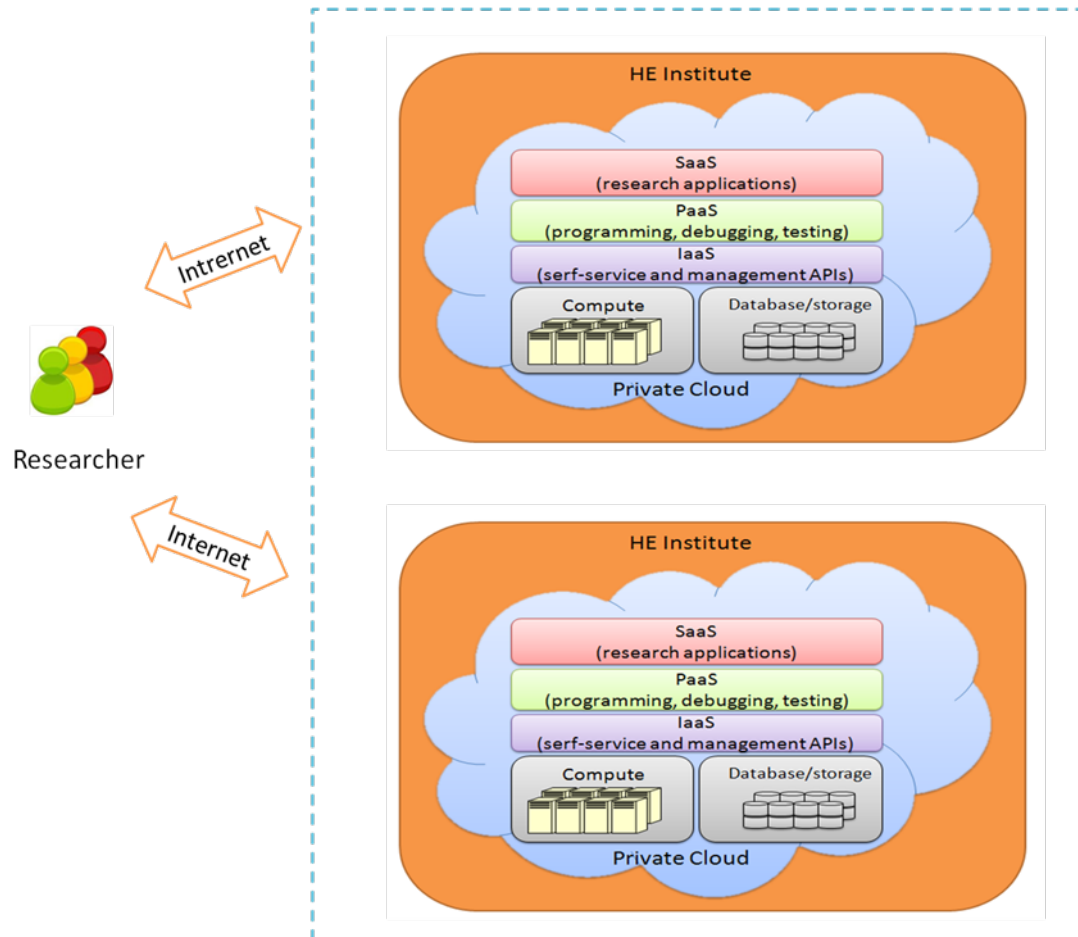 HE Institute
SaaS
(research applications)
PaaS
(programming, debugging, testing)
IaaS
(serf-service and management APIs)
Compute
Database/storage
Private Cloud
Intrernet
Researcher
Internet
HE Institute
SaaS
(research applications)
PaaS
(programming, debugging, testing)
IaaS
(serf-service and management APIs)
Compute
Database/storage
Private Cloud